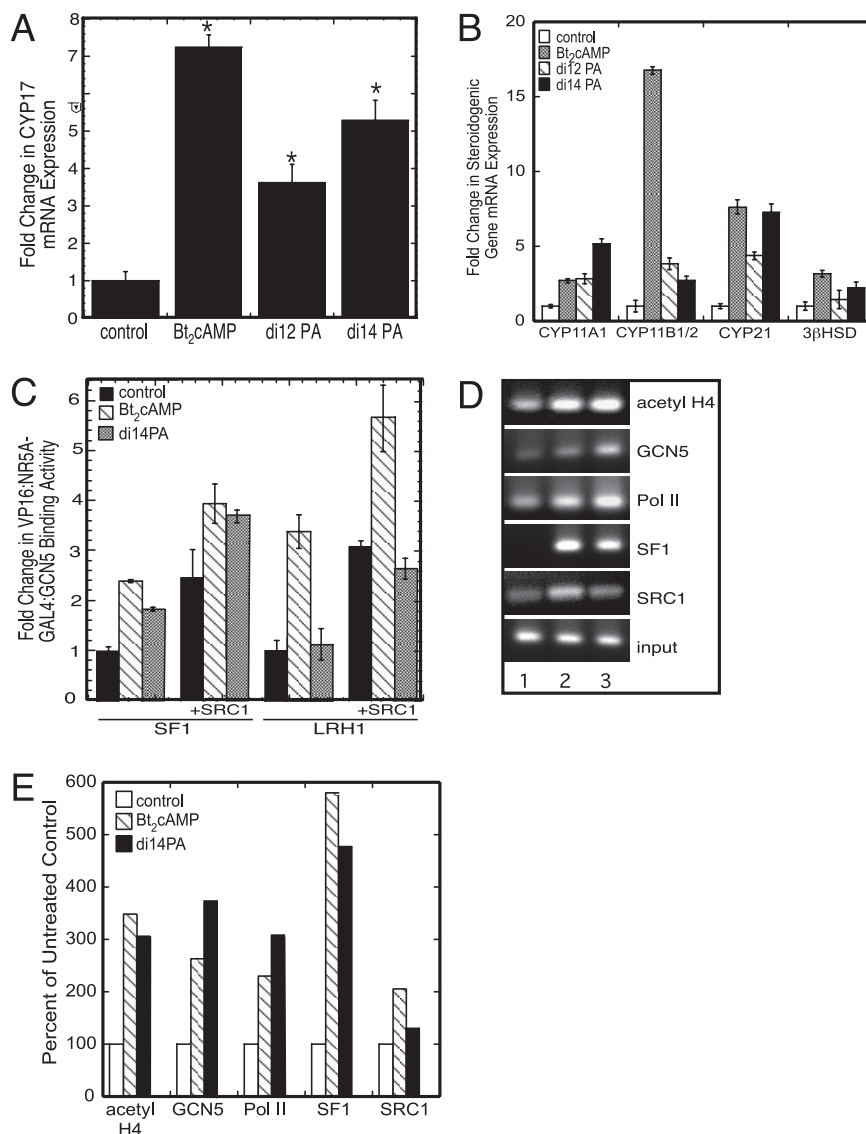 A
Fold Change in CYP17
mRNA Expression
8
7
6
5
4
3
2
1
0
*
*
*
control
Bt₂cAMP
di12 PA
di14 PA
B
control
Bt₂cAMP
di12 PA
di14 PA
Fold Change in Steroidogenic
Gene mRNA Expression
20
15
10
5
0
CYP11A1
CYP11B1/2
CYP21
3βHSD
C
control
Bt₂cAMP
di14PA
Fold Change in VP16:NR5A-
GAL4:GCN5 Binding Activity
6
5
4
3
2
1
0
+SRC1
+SRC1
SF1
LRH1
D
acetyl H4
GCN5
Pol II
SF1
SRC1
input
1 2 3
E
control
Bt₂cAMP
di14PA
Percent of Untreated Control
600
500
400
300
200
100
0
acetyl
H4
GCN5
Pol II
SF1
SRC1